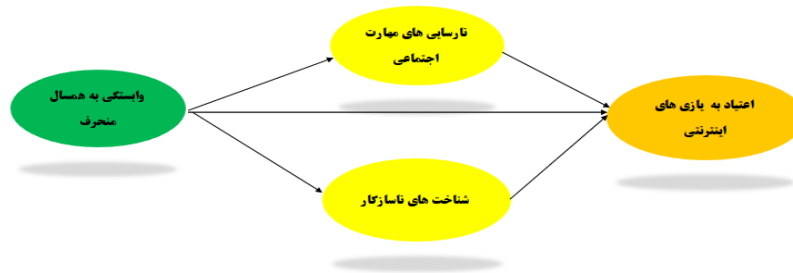 نارسایی های مهارت
اجتماعی
وابستگی به همسال
منحرف
اعتیاد به بازی های
اینترنتی
شناخت های ناسازگار